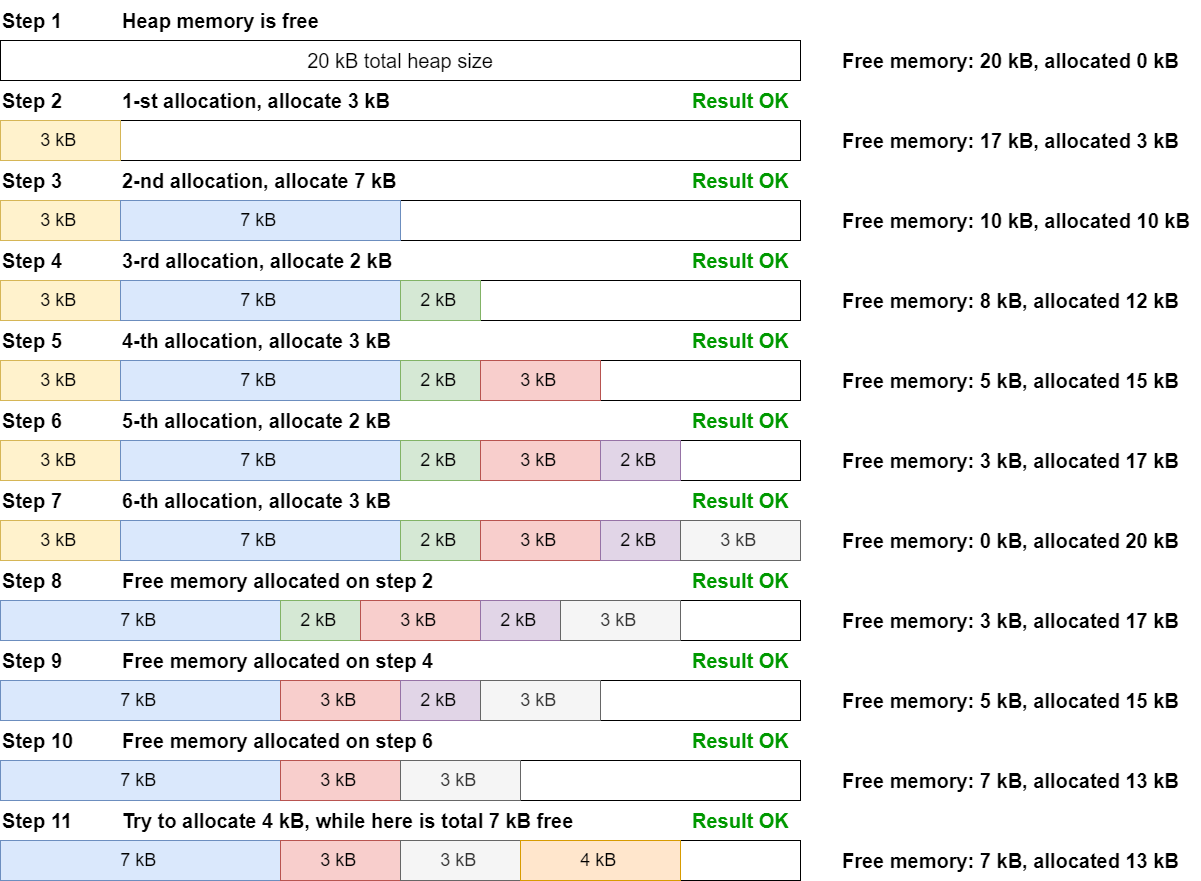 Step 1 Heap memory is free
20 kB total heap size Free memory: 20 kB, allocated 0 kB
Step 2 1-st allocation, allocate 3 kB Result OK
3 kB Free memory: 17 kB, allocated 3 kB
Step 3 2-nd allocation, allocate 7 kB Result OK
3 kB 7 kB Free memory: 10 kB, allocated 10 kB
Step 4 3-rd allocation, allocate 2 kB Result OK
3 kB 7 kB 2 kB Free memory: 8 kB, allocated 12 kB
Step 5 4-th allocation, allocate 3 kB Result OK
3 kB 7 kB 2 kB 3 kB Free memory: 5 kB, allocated 15 kB
Step 6 5-th allocation, allocate 2 kB Result OK
3 kB 7 kB 2 kB 3 kB 2 kB Free memory: 3 kB, allocated 17 kB
Step 7 6-th allocation, allocate 3 kB Result OK
3 kB 7 kB 2 kB 3 kB 2 kB 3 kB Free memory: 0 kB, allocated 20 kB
Step 8 Free memory allocated on step 2 Result OK
7 kB 2 kB 3 kB 2 kB 3 kB Free memory: 3 kB, allocated 17 kB
Step 9 Free memory allocated on step 4 Result OK
7 kB 3 kB 2 kB 3 kB Free memory: 5 kB, allocated 15 kB
Step 10 Free memory allocated on step 6 Result OK
7 kB 3 kB 3 kB Free memory: 7 kB, allocated 13 kB
Step 11 Try to allocate 4 kB, while here is total 7 kB free Result OK
7 kB 3 kB 3 kB 4 kB Free memory: 7 kB, allocated 13 kB